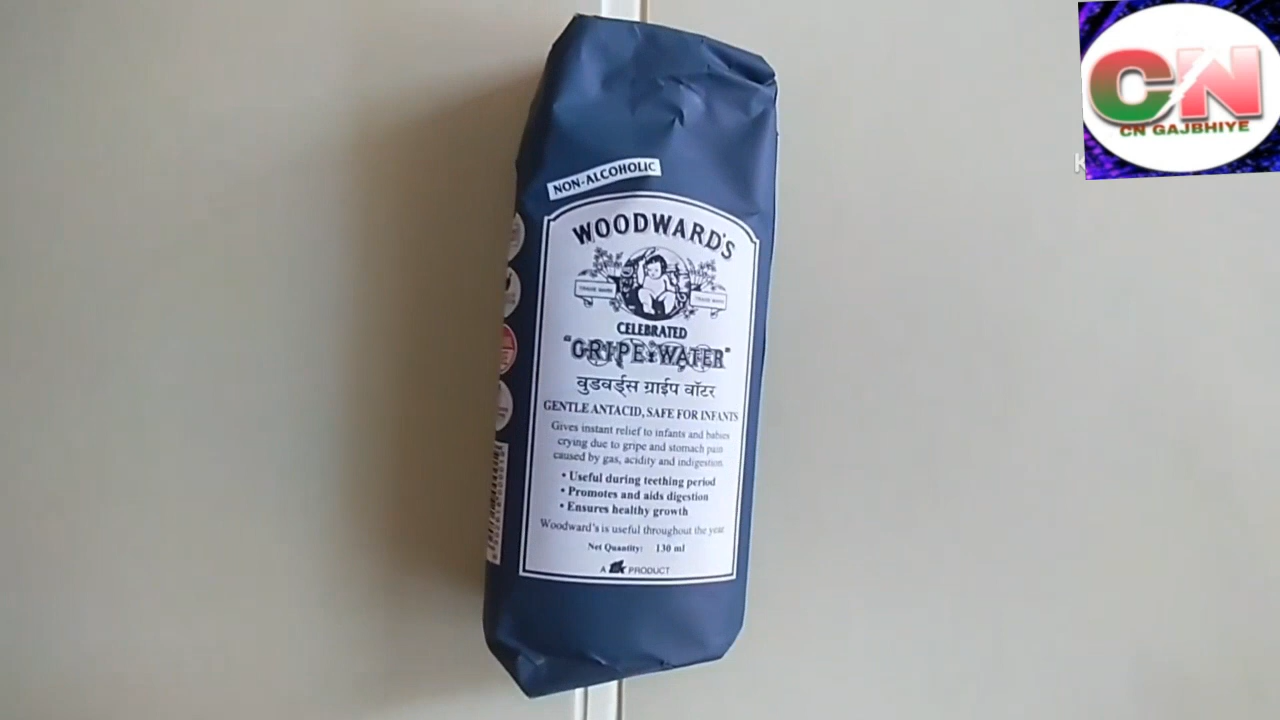 CN
CN GAJBHIYE
K
NON-ALCOHOLIC
WOODWARD'S
TRADE MARK
TRADE MARK
CELEBRATED
"GRIPE WATER"
वुडवर्ड्स ग्राईप वॉटर
GENTLE ANTACID, SAFE FOR INFANTS
Gives instant relief to infants and babies
crying due to gripe and stomach pain
caused by gas, acidity and indigestion
• Useful during teething period
• Promotes and aids digestion
• Ensures healthy growth
Woodward's is useful throughout the year
Net Quantity: 130 ml
A PRODUCT